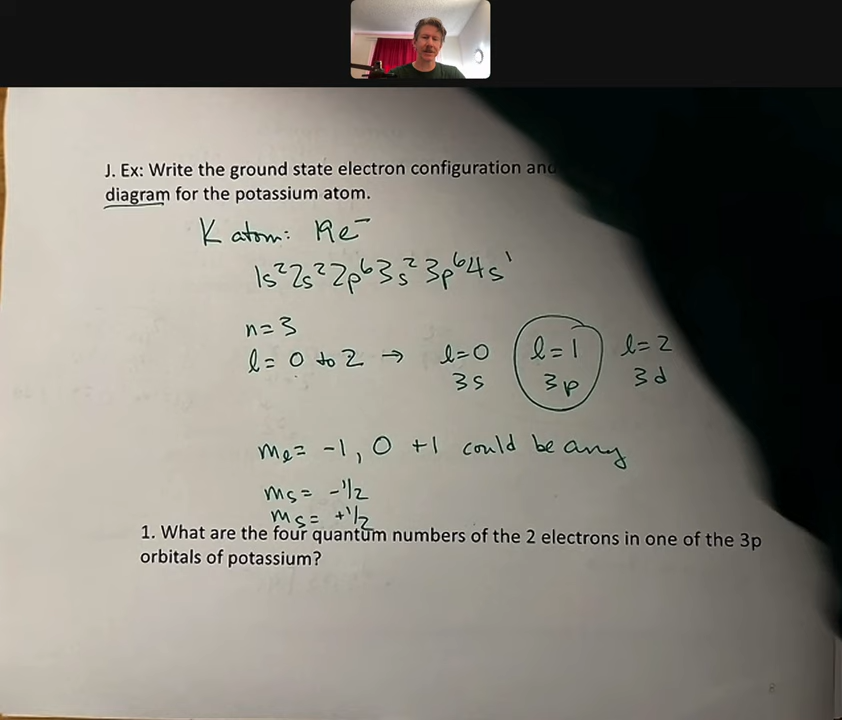 J. Ex: Write the ground state electron configuration and
diagram for the potassium atom.
K atom: 19e⁻
1s²2s²2p⁶3s²3p⁶4s¹
n=3
l= 0 to 2 → l=0 l=1 l=2
3s 3p 3d
mₗ= -1, 0 +1 could be any
mₛ= -1/2
mₛ= +1/2
1. What are the four quantum numbers of the 2 electrons in one of the 3p
orbitals of potassium?